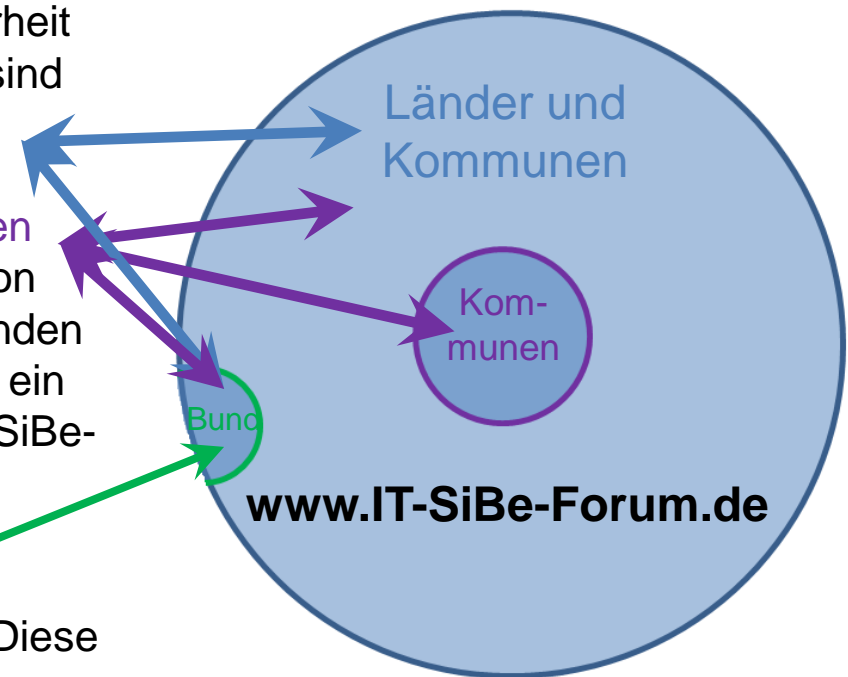 rheit
sind
en
on
nden
ein
SiBe-
Diese
Länder und
Kommunen
Kom-
munen
Bund
www.IT-SiBe-Forum.de